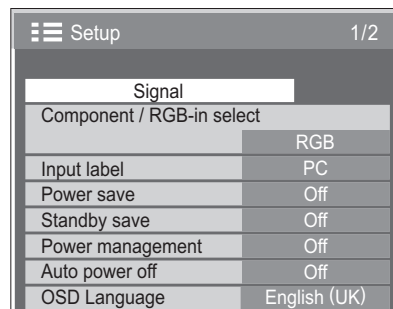 Setup 1/2
Signal
Component / RGB-in select
RGB
Input label PC
Power save Off
Standby save Off
Power management Off
Auto power off Off
OSD Language English (UK)